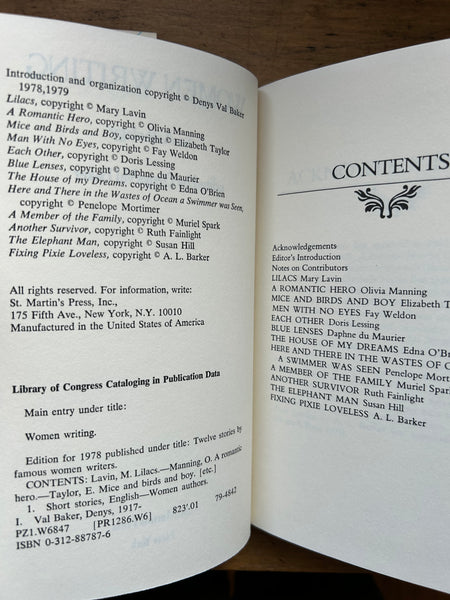 Introduction and organization copyright © Denys Val Baker
1978,1979
Lilacs, copyright © Mary Lavin
A Romantic Hero, copyright © Olivia Manning
Mice and Birds and Boy, copyright © Elizabeth Taylor
Man With No Eyes, copyright © Fay Weldon
Each Other, copyright © Doris Lessing
Blue Lenses, copyright © Daphne du Maurier
The House of my Dreams. copyright © Edna O'Brien
Here and There in the Wastes of Ocean a Swimmer was Seen,
copyright © Penelope Mortimer
A Member of the Family, copyright © Muriel Spark
Another Survivor, copyright © Ruth Fainlight
The Elephant Man, copyright © Susan Hill
Fixing Pixie Loveless, copyright © A. L. Barker
All rights reserved. For information, write:
St. Martin's Press, Inc.,
175 Fifth Ave., New York, N.Y. 10010
Manufactured in the United States of America
Library of Congress Cataloging in Publication Data
Main entry under title:
Women writing.
Edition for 1978 published under title: Twelve stories by
famous women writers.
CONTENTS: Lavin, M. Lilacs.—Manning, O. A romantic
hero.—Taylor, E. Mice and birds and boy. [etc.]
1. Short stories, English—Women authors.
I. Val Baker, Denys, 1917-
PZ1.W6847 [PR1286.W6] 823'.01 79-4847
ISBN 0-312-88787-6
CONTENTS
Acknowledgements
Editor's Introduction
Notes on Contributors
LILACS Mary Lavin
A ROMANTIC HERO Olivia Manning
MICE AND BIRDS AND BOY Elizabeth T
MEN WITH NO EYES Fay Weldon
EACH OTHER Doris Lessing
BLUE LENSES Daphne du Maurier
THE HOUSE OF MY DREAMS Edna O'Br
HERE AND THERE IN THE WASTES OF O
A SWIMMER WAS SEEN Penelope Mortim
A MEMBER OF THE FAMILY Muriel Spark
ANOTHER SURVIVOR Ruth Fainlight
THE ELEPHANT MAN Susan Hill
FIXING PIXIE LOVELESS A. L. Barker